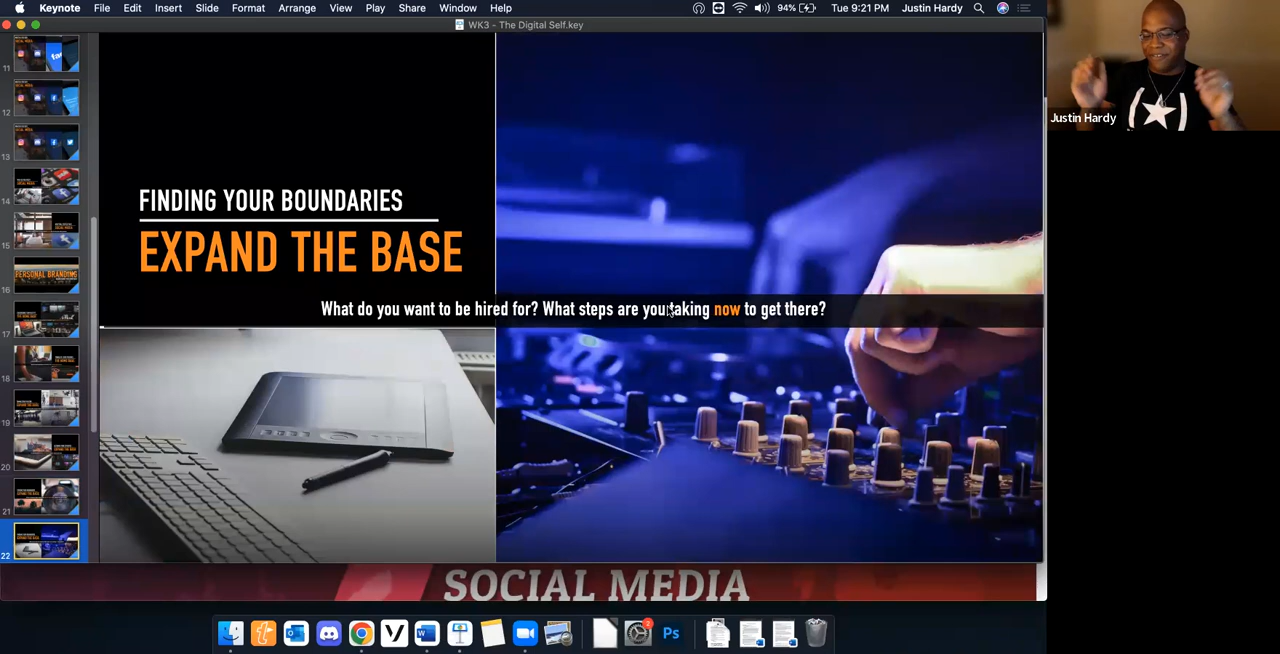 Keynote File Edit Insert Slide Format Arrange View Play Share Window Help 94% Tue 9:21 PM Justin Hardy
WK3 - The Digital Self.key
Justin Hardy
11
12
13
14
15
16
PERSONAL BRANDING
17
18
19
20
21
22
FINDING YOUR BOUNDARIES
EXPAND THE BASE
What do you want to be hired for? What steps are you taking now to get there?
SOCIAL MEDIA
2
Ps